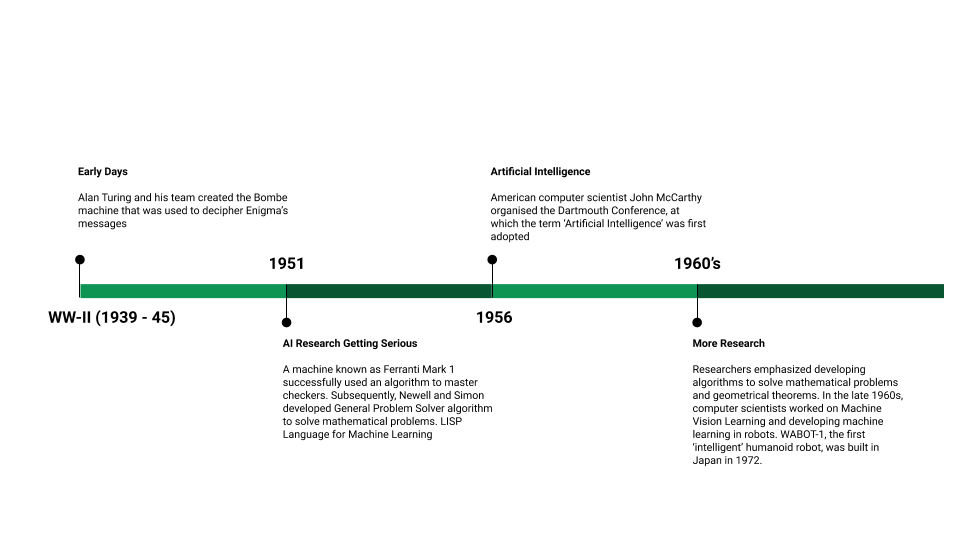 Early Days
Alan Turing and his team created the Bombe
machine that was used to decipher Enigma's
messages
WW-II (1939 - 45)
1951
AI Research Getting Serious
A machine known as Ferranti Mark 1
successfully used an algorithm to master
checkers. Subsequently, Newell and Simon
developed General Problem Solver algorithm
to solve mathematical problems. LISP
Language for Machine Learning
Artificial Intelligence
American computer scientist John McCarthy
organised the Dartmouth Conference, at
which the term ‘Artificial Intelligence’ was first
adopted
1956
1960’s
More Research
Researchers emphasized developing
algorithms to solve mathematical problems
and geometrical theorems. In the late 1960s,
computer scientists worked on Machine
Vision Learning and developing machine
learning in robots. WABOT-1, the first
‘intelligent’ humanoid robot, was built in
Japan in 1972.